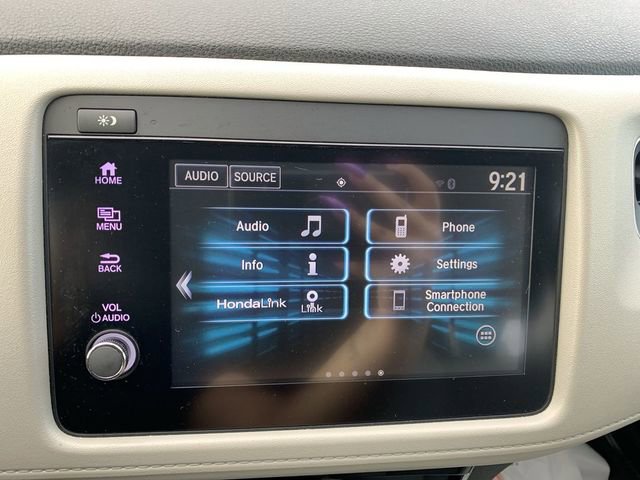 AUDIO SOURCE 9:21
HOME
MENU
BACK
VOL
AUDIO
Audio
Phone
Info
Settings
HondaLink Link
Smartphone
Connection